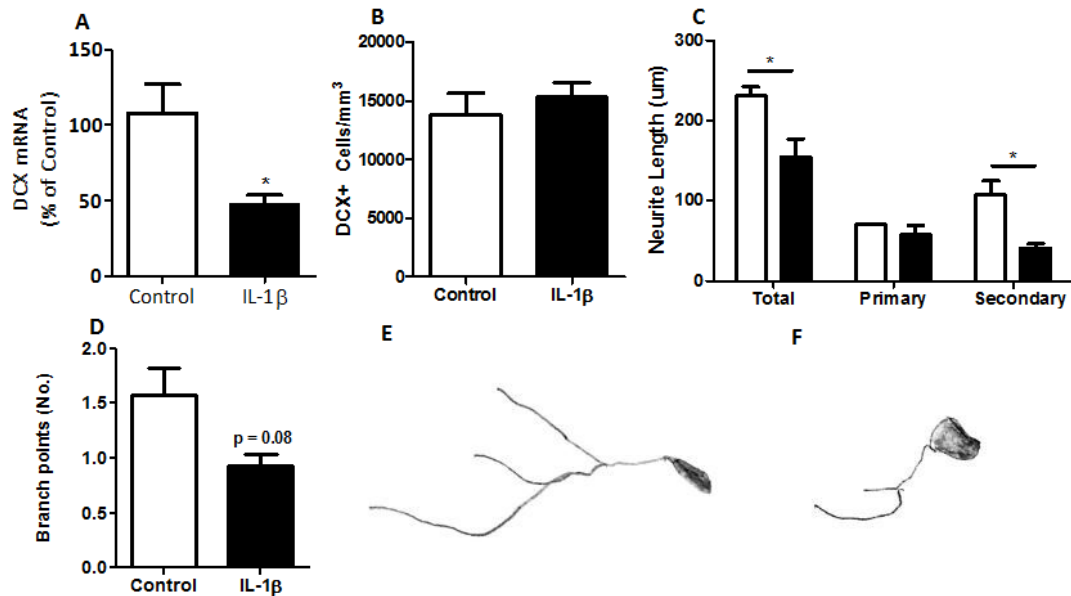 A
DCX mRNA
(% of Control)
150
100
50
0
*
Control IL-1β
B
DCX+ Cells/mm³
20000
15000
10000
5000
0
Control IL-1β
C
Neurite Length (um)
300
200
100
0
*
*
Total Primary Secondary
D
Branch points (No.)
2.0
1.5
1.0
0.5
0.0
p = 0.08
Control IL-1β
E
F